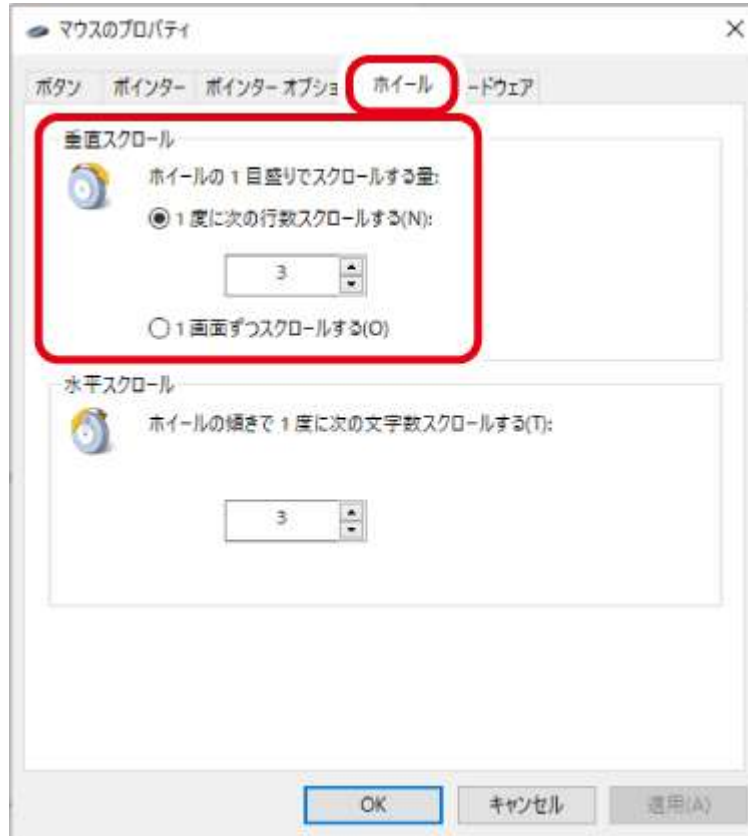 マウスのプロパティ
ボタン ポインター ポインター オプショ ホイール ードウェア
垂直スクロール
ホイールの 1 目盛りでスクロールする量:
1 度に次の行数スクロールする(N):
3
1 画面ずつスクロールする(O)
水平スクロール
ホイールの傾きで 1 度に次の文字数スクロールする(T):
3
OK キャンセル 適用(A)